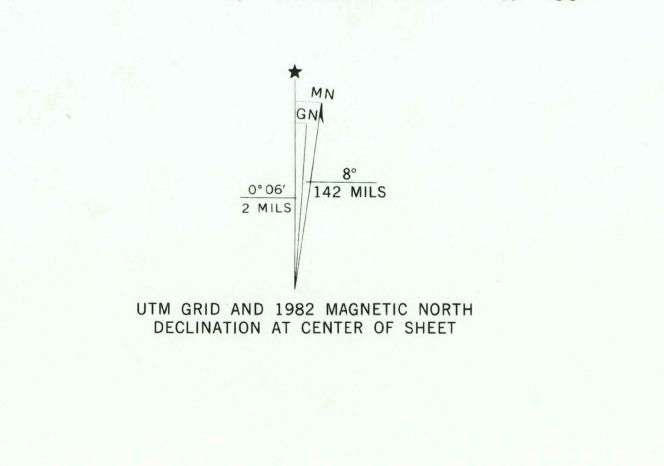 ★
MN
GN
0° 06′
2 MILS
8°
142 MILS
UTM GRID AND 1982 MAGNETIC NORTH
DECLINATION AT CENTER OF SHEET